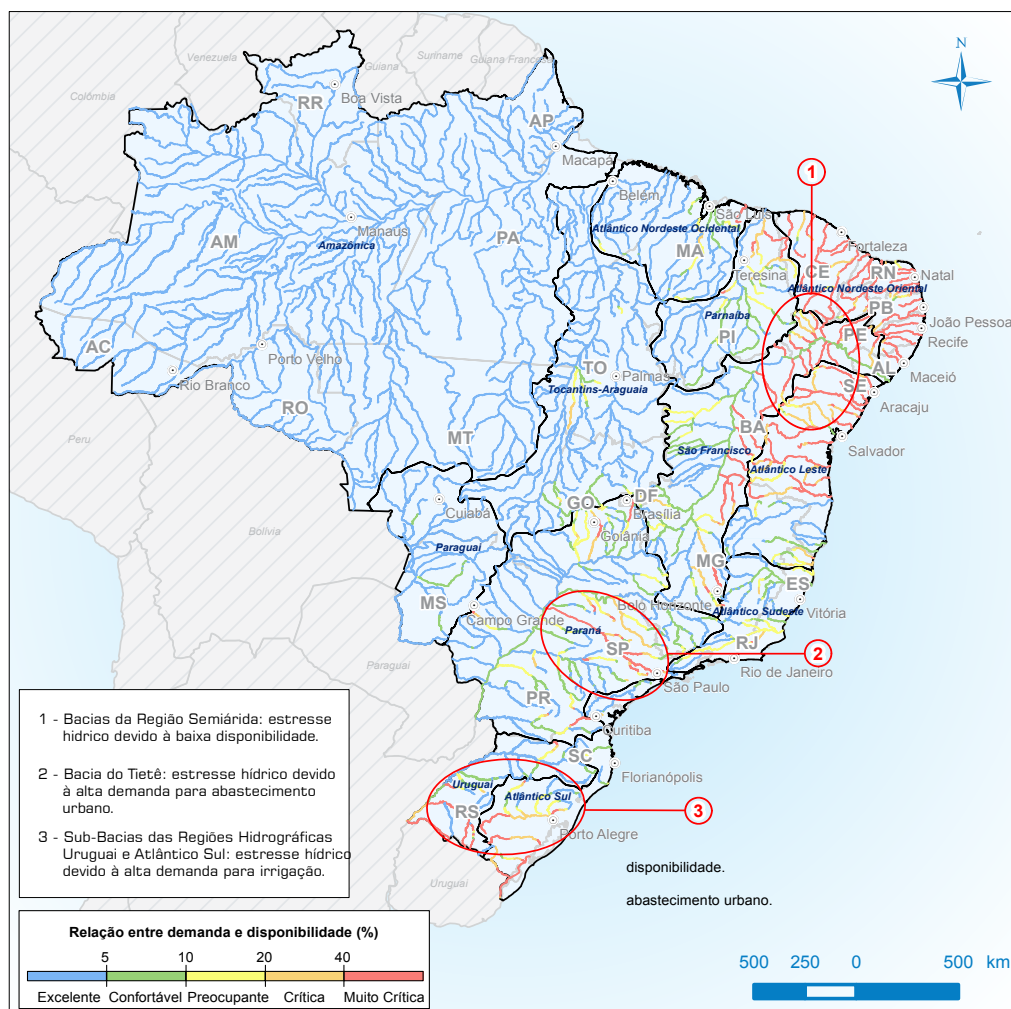 N
Venezuela
Suriname
Guiana
Guiana Francesa
Colômbia
RR
Boa Vista
AP
Macapá
1
Belém
São Luís
Atlântico Nordeste Ocidental
Manaus
PA
AM
Amazônica
MA
Fortaleza
Teresina
CE
RN
Natal
Atlântico Nordeste Oriental
PB
Parnaíba
João Pessoa
PI
PE
Recife
AC
Porto Velho
TO
Palmas
AL
Maceió
Rio Branco
Tocantins-Araguaia
SE
Aracaju
RO
MT
BA
Salvador
Peru
São Francisco
Atlântico Leste
Cuiabá
GO
DF
Brasília
Goiânia
Bolívia
Paraguai
MG
ES
MS
Belo Horizonte
Atlântico Sudeste
Vitória
Campo Grande
Paraná
SP
RJ
2
Rio de Janeiro
São Paulo
Paraguai
PR
Curitiba
SC
Florianópolis
Uruguai
Atlântico Sul
RS
3
Porto Alegre
Uruguai
1 - Bacias da Região Semiárida: estresse
hídrico devido à baixa disponibilidade.
2 - Bacia do Tietê: estresse hídrico devido
à alta demanda para abastecimento
urbano.
3 - Sub-Bacias das Regiões Hidrográficas
Uruguai e Atlântico Sul: estresse hídrico
devido à alta demanda para irrigação.
disponibilidade.
abastecimento urbano.
Relação entre demanda e disponibilidade (%)
5 10 20 40
Excelente Confortável Preocupante Crítica Muito Crítica
500 250 0 500 km